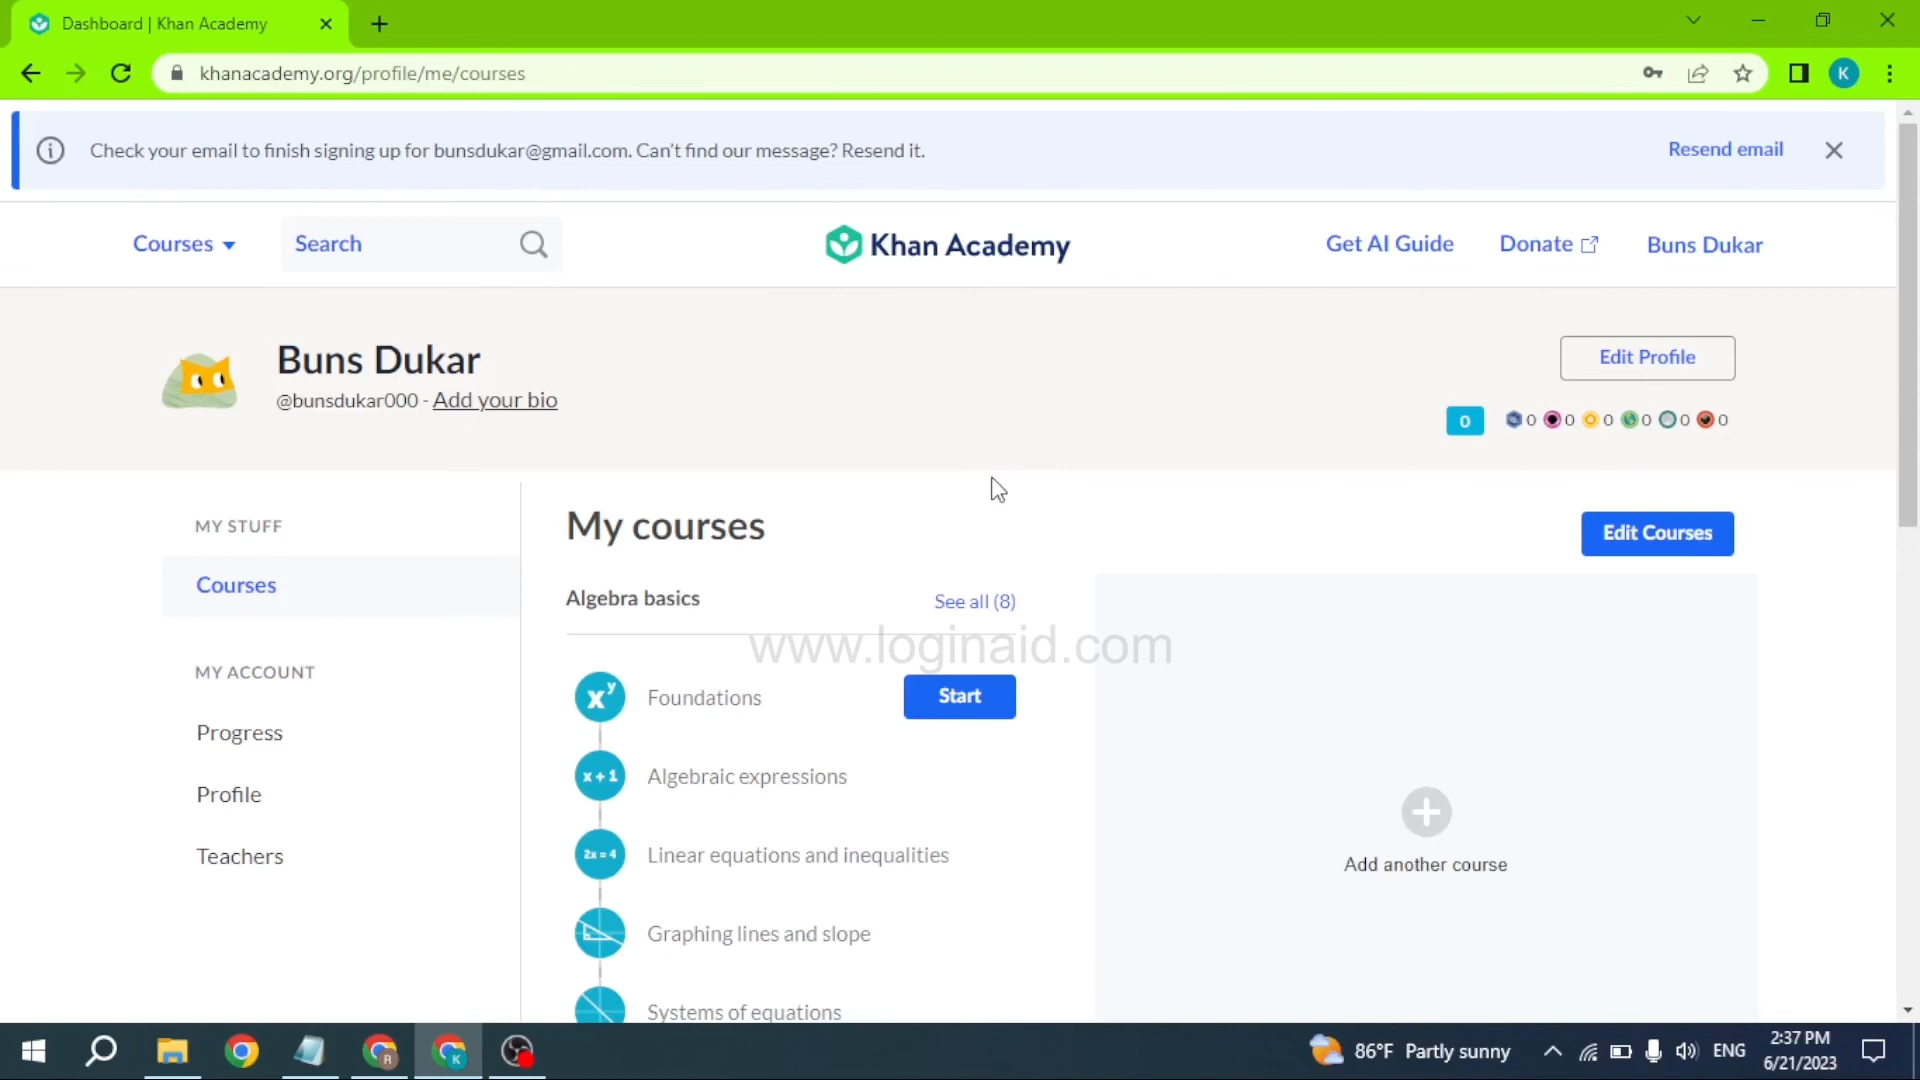 Dashboard | Khan Academy
khanacademy.org/profile/me/courses
K
Check your email to finish signing up for bunsdukar@gmail.com. Can't find our message? Resend it.
Resend email
Courses
Search
Khan Academy
Get AI Guide
Donate
Buns Dukar
Buns Dukar
@bunsdukar000 - Add your bio
Edit Profile
0 0 0 0 0 0 0
MY STUFF
Courses
MY ACCOUNT
Progress
Profile
Teachers
My courses
Edit Courses
Algebra basics
See all (8)
www.loginaid.com
x^y
Foundations
Start
x + 1
Algebraic expressions
2x = 4
Linear equations and inequalities
Graphing lines and slope
Systems of equations
Add another course
R
K
86°F Partly sunny
ENG
2:37 PM
6/21/2023